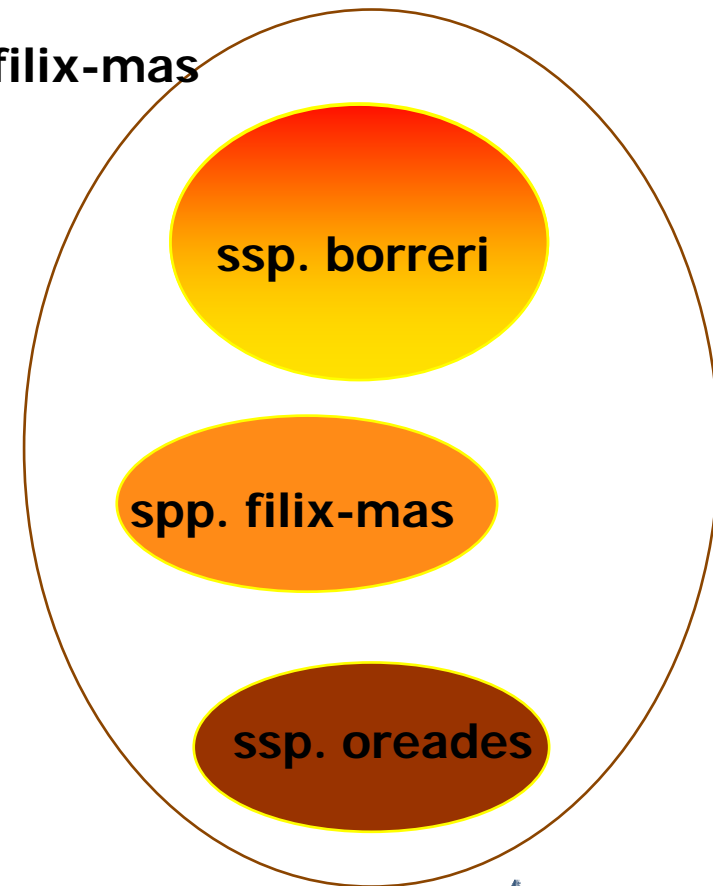 filix-mas
ssp. borreri
spp. filix-mas
ssp. oreades